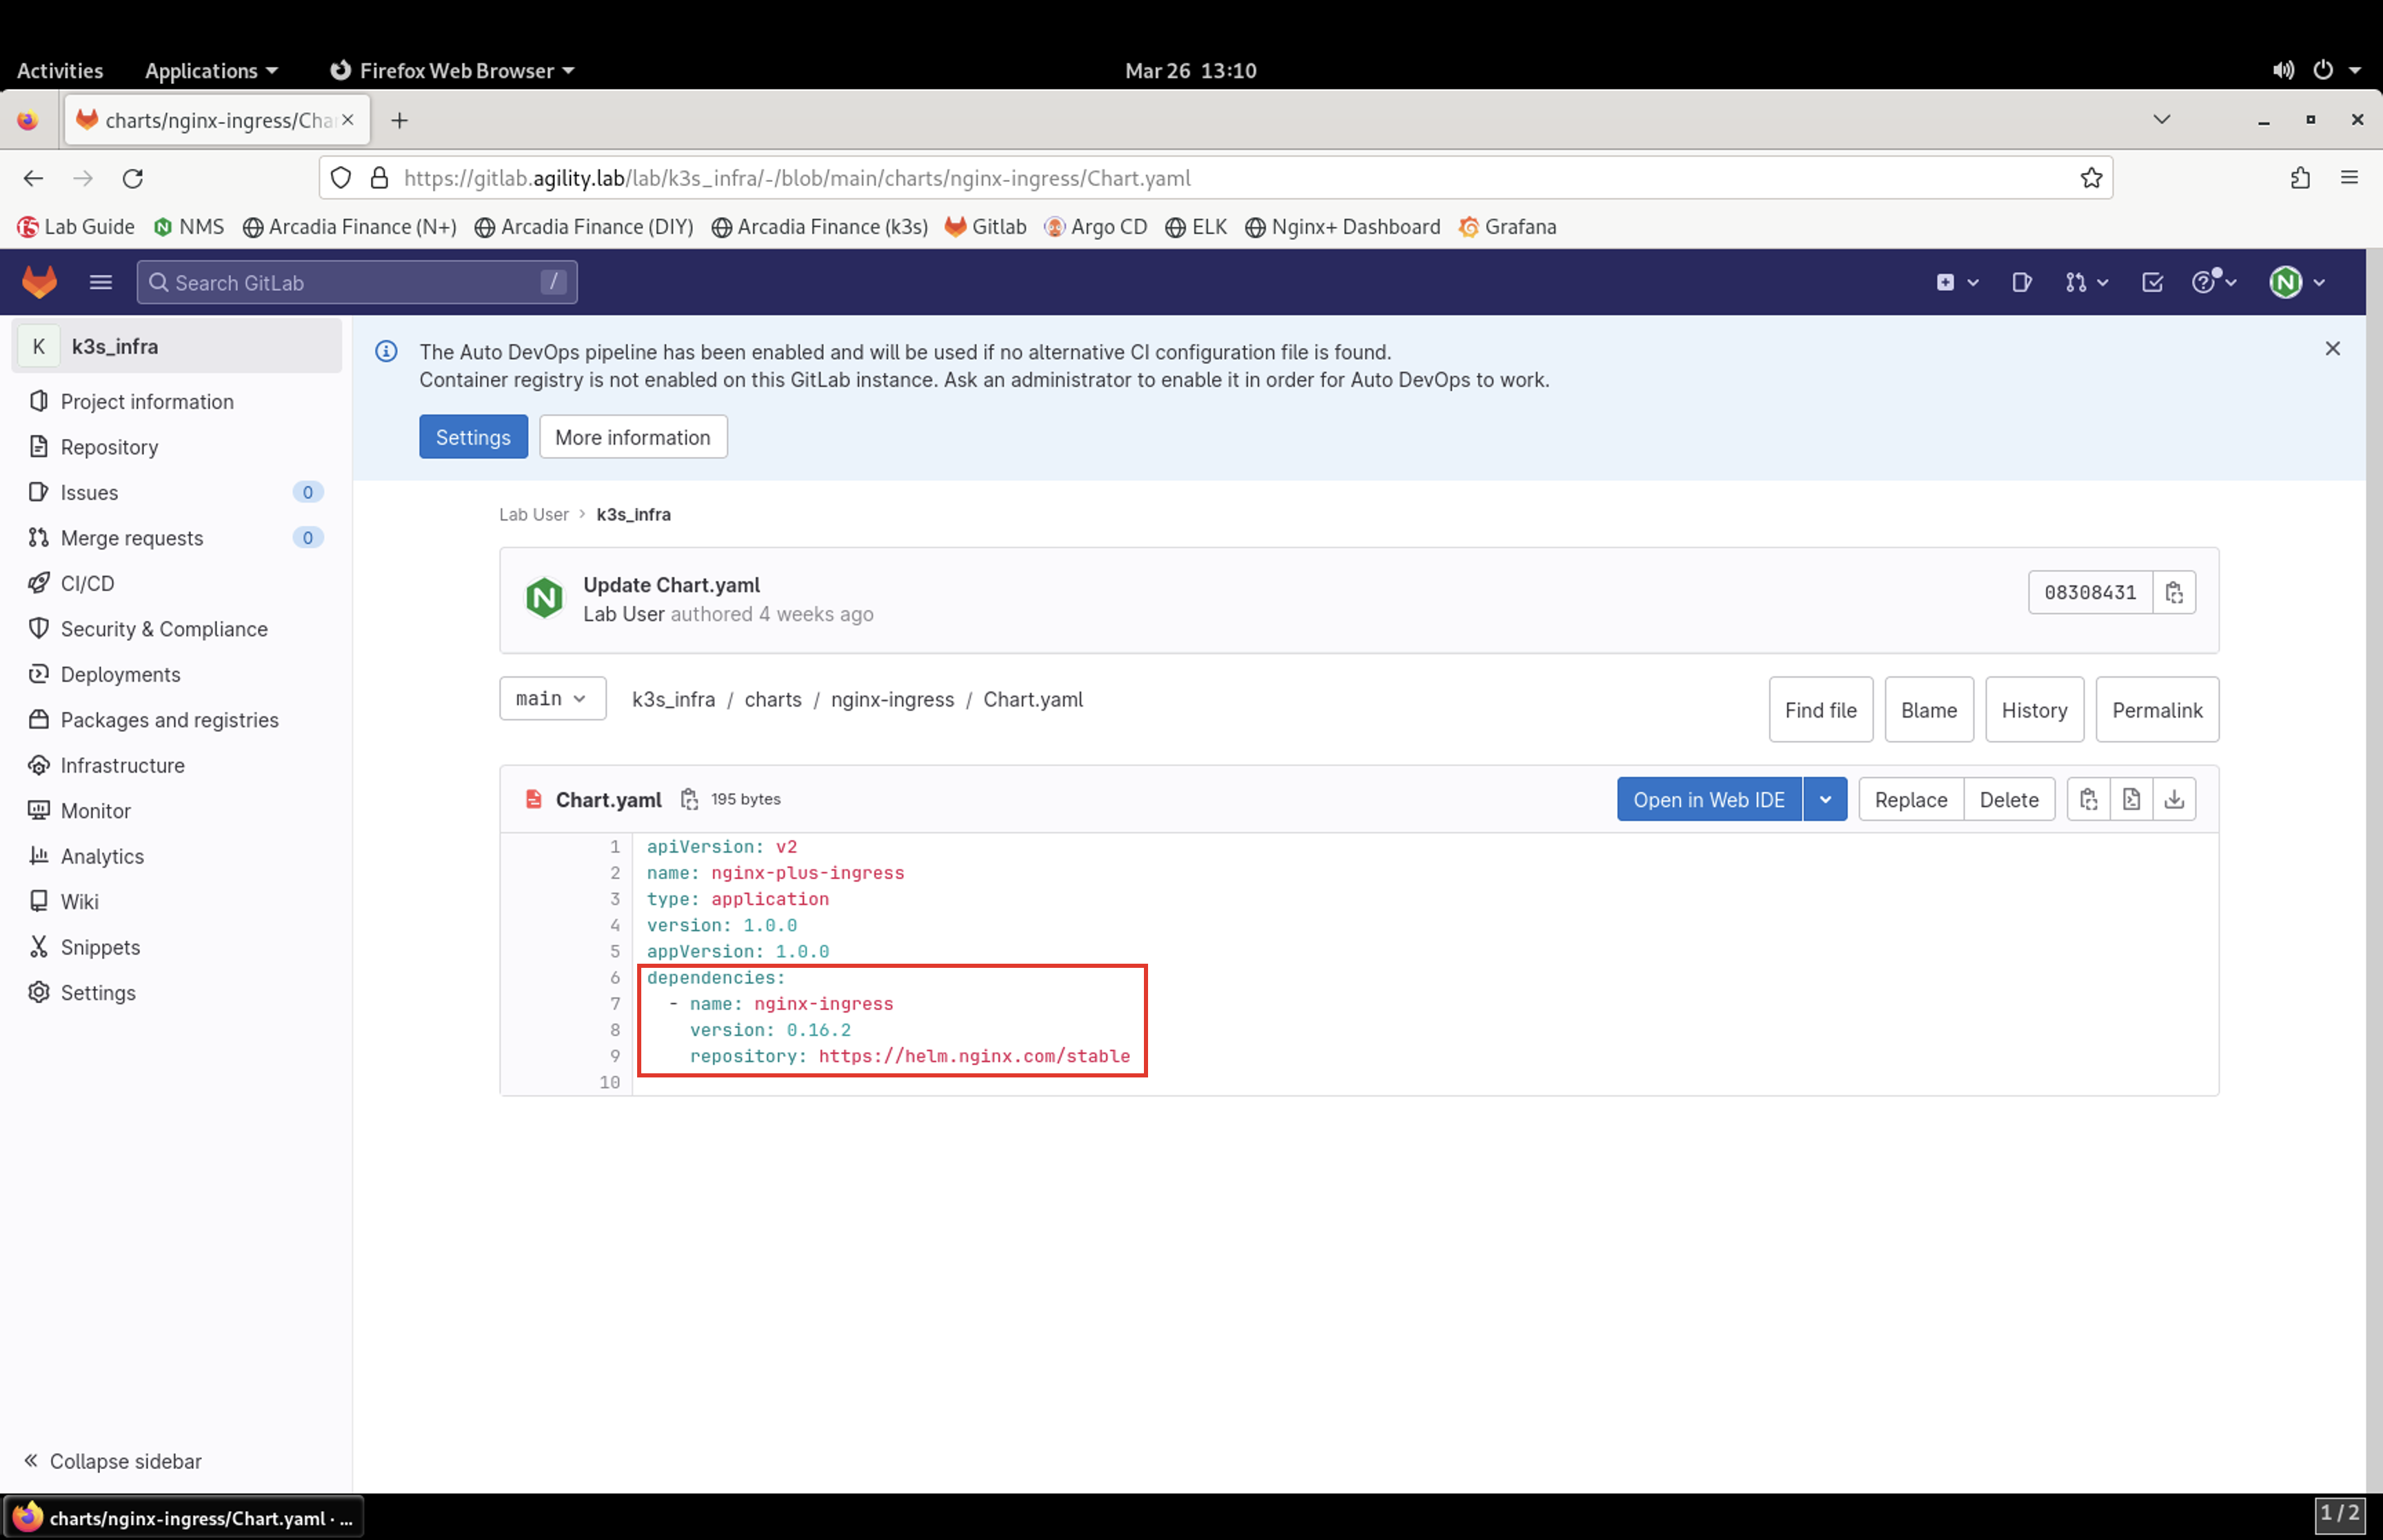 Activities Applications Firefox Web Browser Mar 26 13:10
charts/nginx-ingress/Cha
https://gitlab.agility.lab/lab/k3s_infra/-/blob/main/charts/nginx-ingress/Chart.yaml
Lab Guide NMS Arcadia Finance (N+) Arcadia Finance (DIY) Arcadia Finance (k3s) Gitlab Argo CD ELK Nginx+ Dashboard Grafana
Search GitLab /
K k3s_infra
Project information
Repository
Issues 0
Merge requests 0
CI/CD
Security & Compliance
Deployments
Packages and registries
Infrastructure
Monitor
Analytics
Wiki
Snippets
Settings
Collapse sidebar
The Auto DevOps pipeline has been enabled and will be used if no alternative CI configuration file is found.
Container registry is not enabled on this GitLab instance. Ask an administrator to enable it in order for Auto DevOps to work.
Settings More information
Lab User > k3s_infra
Update Chart.yaml
Lab User authored 4 weeks ago
08308431
main k3s_infra / charts / nginx-ingress / Chart.yaml
Find file Blame History Permalink
Chart.yaml 195 bytes
Open in Web IDE Replace Delete
1 apiVersion: v2
2 name: nginx-plus-ingress
3 type: application
4 version: 1.0.0
5 appVersion: 1.0.0
6 dependencies:
7 - name: nginx-ingress
8 version: 0.16.2
9 repository: https://helm.nginx.com/stable
10
charts/nginx-ingress/Chart.yaml · ...
1 / 2